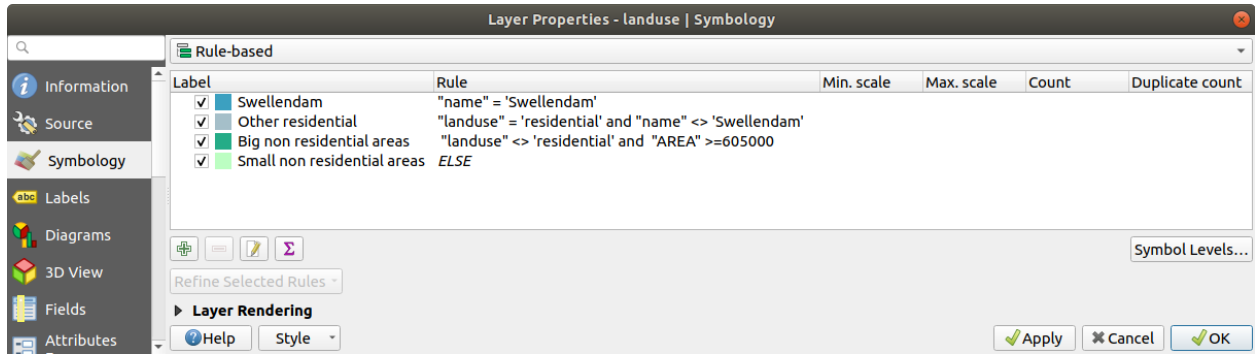 Layer Properties - landuse | Symbology
Rule-based
Information
Source
Symbology
Labels
Diagrams
3D View
Fields
Attributes
Label Rule Min. scale Max. scale Count Duplicate count
Swellendam "name" = 'Swellendam'
Other residential "landuse" = 'residential' and "name" <> 'Swellendam'
Big non residential areas "landuse" <> 'residential' and "AREA" >=605000
Small non residential areas ELSE
abc
Σ
Symbol Levels...
Refine Selected Rules
Layer Rendering
Help Style Apply Cancel OK